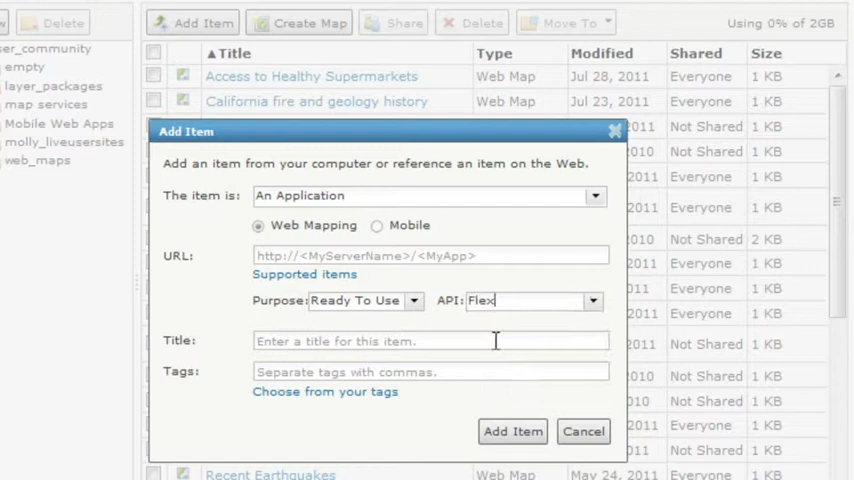 w Delete Add Item Create Map Share Delete Move To Using 0% of 2GB
ser_community
empty
layer_packages
map services
Mobile Web Apps
molly_liveusersites
web_maps
▲Title Type Modified Shared Size
Access to Healthy Supermarkets Web Map Jul 28, 2011 Everyone 1 KB
California fire and geology history Web Map Jul 23, 2011 Everyone 1 KB
2011 Not Shared 1 KB
2010 Not Shared 1 KB
2011 Everyone 1 KB
2011 Everyone 1 KB
2010 Not Shared 2 KB
2011 Everyone 1 KB
2011 Everyone 1 KB
2011 Everyone 1 KB
2011 Not Shared 1 KB
2010 Not Shared 1 KB
2011 Everyone 1 KB
2011 Everyone 1 KB
2011 Not Shared 1 KB
Recent Earthquakes Web Map May 24, 2011 Everyone 1 KB
Add Item
Add an item from your computer or reference an item on the Web.
The item is: An Application
Web Mapping Mobile
URL: http://<MyServerName>/<MyApp>
Supported items
Purpose: Ready To Use API: Flex
Title: Enter a title for this item.
Tags: Separate tags with commas.
Choose from your tags
Add Item Cancel